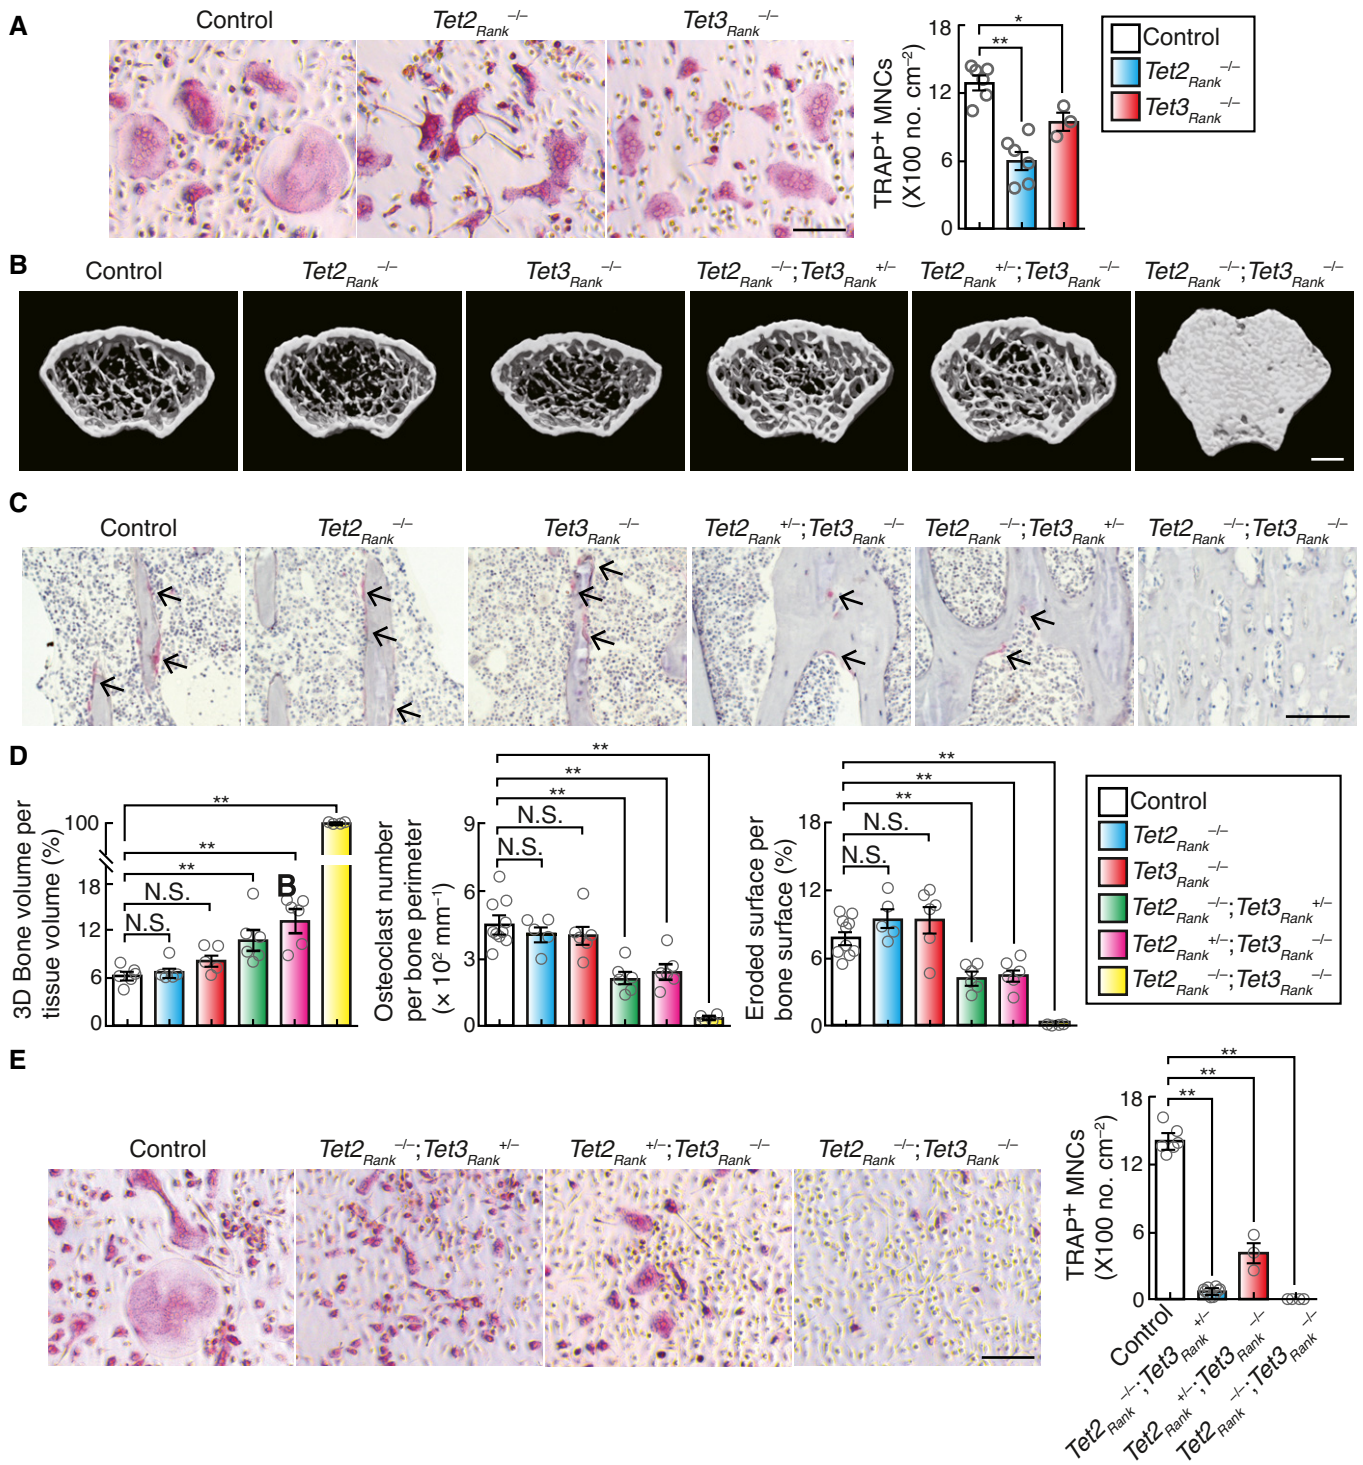 A
Control
Tet2Rank−/−
Tet3Rank−/−
TRAP+ MNCs
(X100 no. cm−2)
18
12
6
0
*
**
Control
Tet2Rank−/−
Tet3Rank−/−
B
Control
Tet2Rank−/−
Tet3Rank−/−
Tet2Rank−/−;Tet3Rank+/−
Tet2Rank+/−;Tet3Rank−/−
Tet2Rank−/−;Tet3Rank−/−
C
Control
Tet2Rank−/−
Tet3Rank−/−
Tet2Rank+/−;Tet3Rank−/−
Tet2Rank−/−;Tet3Rank+/−
Tet2Rank−/−;Tet3Rank−/−
D
3D Bone volume per
tissue volume (%)
100
18
12
6
0
**
**
**
N.S.
N.S.
B
Osteoclast number
per bone perimeter
(× 10² mm−1)
9
6
3
0
**
**
**
N.S.
N.S.
Eroded surface per
bone surface (%)
18
12
6
0
**
**
**
N.S.
N.S.
Control
Tet2Rank−/−
Tet3Rank−/−
Tet2Rank−/−;Tet3Rank+/−
Tet2Rank+/−;Tet3Rank−/−
Tet2Rank−/−;Tet3Rank−/−
E
Control
Tet2Rank−/−;Tet3Rank+/−
Tet2Rank+/−;Tet3Rank−/−
Tet2Rank−/−;Tet3Rank−/−
TRAP+ MNCs
(X100 no. cm−2)
18
12
6
0
**
**
**
Control
Tet2Rank−/−;Tet3Rank+/−
Tet2Rank+/−;Tet3Rank−/−
Tet2Rank−/−;Tet3Rank−/−